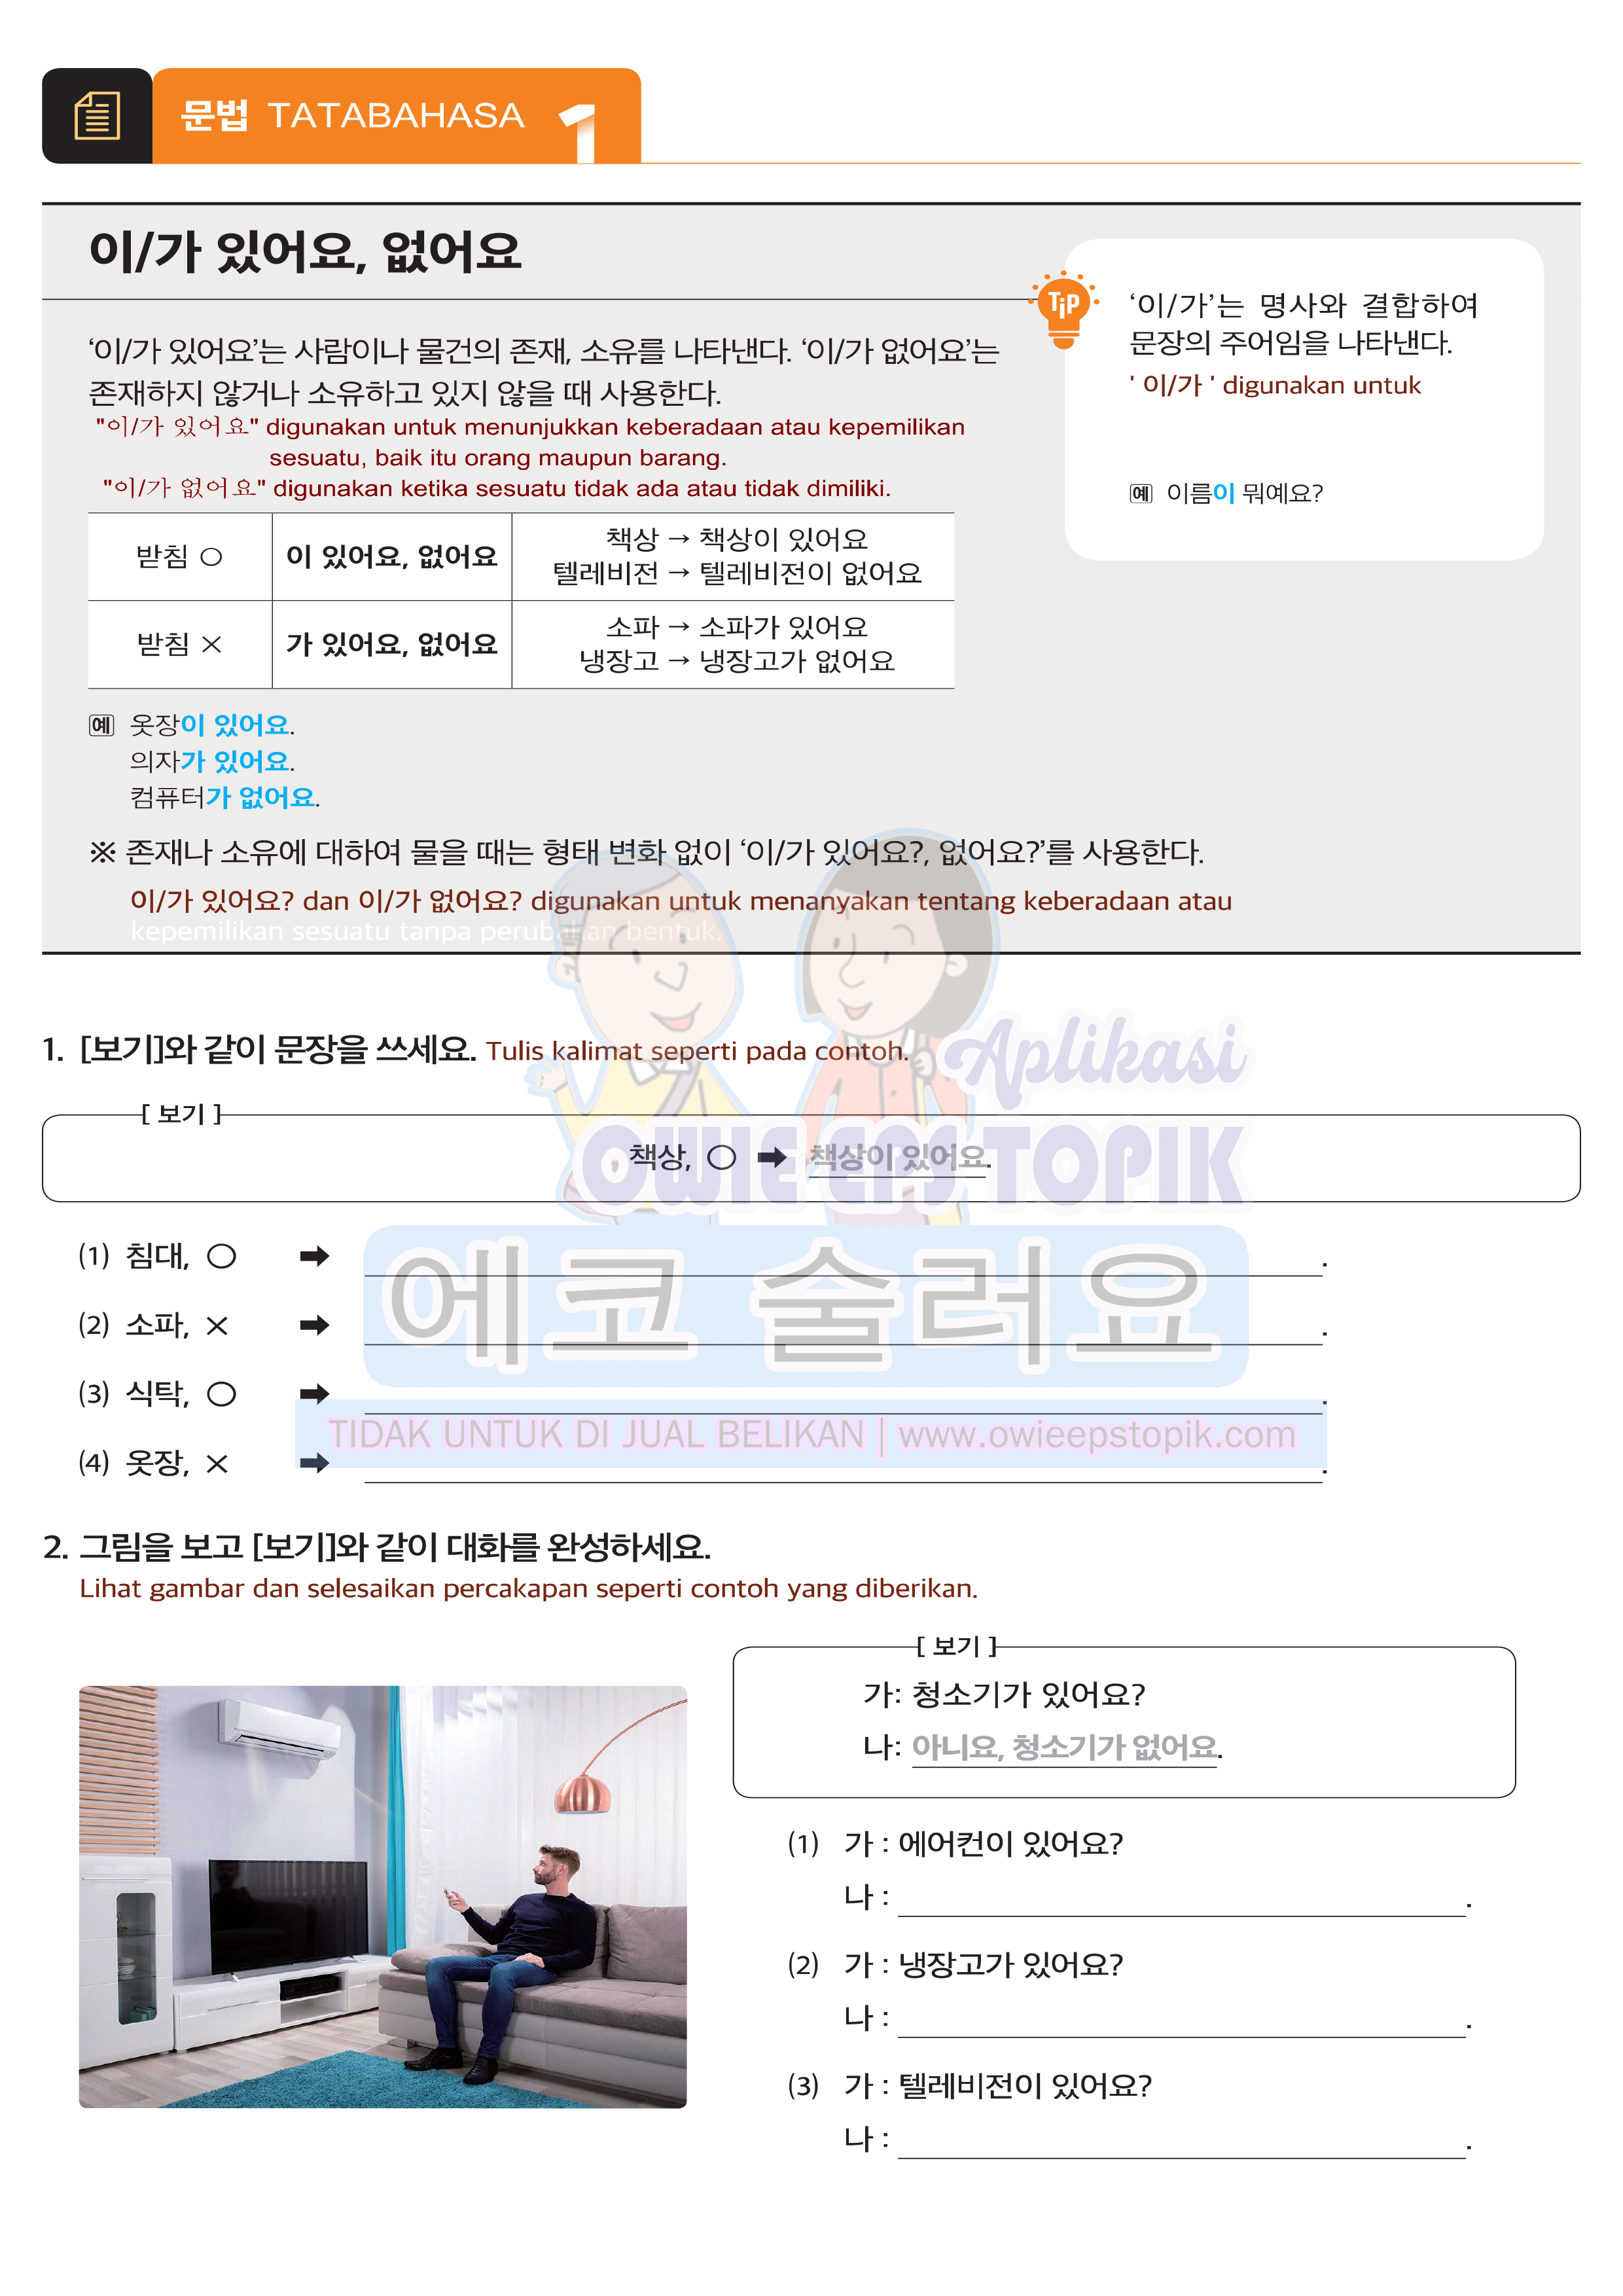 문법 TATABAHASA 1
이/가 있어요, 없어요
‘이/가 있어요’는 사람이나 물건의 존재, 소유를 나타낸다. ‘이/가 없어요’는
존재하지 않거나 소유하고 있지 않을 때 사용한다.
"이/가 있어요" digunakan untuk menunjukkan keberadaan atau kepemilikan
sesuatu, baik itu orang maupun barang.
"이/가 없어요" digunakan ketika sesuatu tidak ada atau tidak dimiliki.
Tip
‘이/가’는 명사와 결합하여
문장의 주어임을 나타낸다.
' 이/가 ' digunakan untuk
예 이름이 뭐예요?
받침 ○ 이 있어요, 없어요 책상 → 책상이 있어요
텔레비전 → 텔레비전이 없어요
받침 × 가 있어요, 없어요 소파 → 소파가 있어요
냉장고 → 냉장고가 없어요
예 옷장이 있어요.
의자가 있어요.
컴퓨터가 없어요.
※ 존재나 소유에 대하여 물을 때는 형태 변화 없이 ‘이/가 있어요?, 없어요?’를 사용한다.
이/가 있어요? dan 이/가 없어요? digunakan untuk menanyakan tentang keberadaan atau
kepemilikan sesuatu tanpa perubahan bentuk.
1. [보기]와 같이 문장을 쓰세요. Tulis kalimat seperti pada contoh.
Aplikasi
[ 보기 ]
책상, ○ ➡ 책상이 있어요.
OWIE EPS TOPIK
(1) 침대, ○ ➡ .
에코 술러요
(2) 소파, × ➡ .
(3) 식탁, ○ ➡ .
TIDAK UNTUK DI JUAL BELIKAN | www.owieepstopik.com
(4) 옷장, × ➡ .
2. 그림을 보고 [보기]와 같이 대화를 완성하세요.
Lihat gambar dan selesaikan percakapan seperti contoh yang diberikan.
[ 보기 ]
가: 청소기가 있어요?
나: 아니요, 청소기가 없어요.
(1) 가 : 에어컨이 있어요?
나 : .
(2) 가 : 냉장고가 있어요?
나 : .
(3) 가 : 텔레비전이 있어요?
나 : .